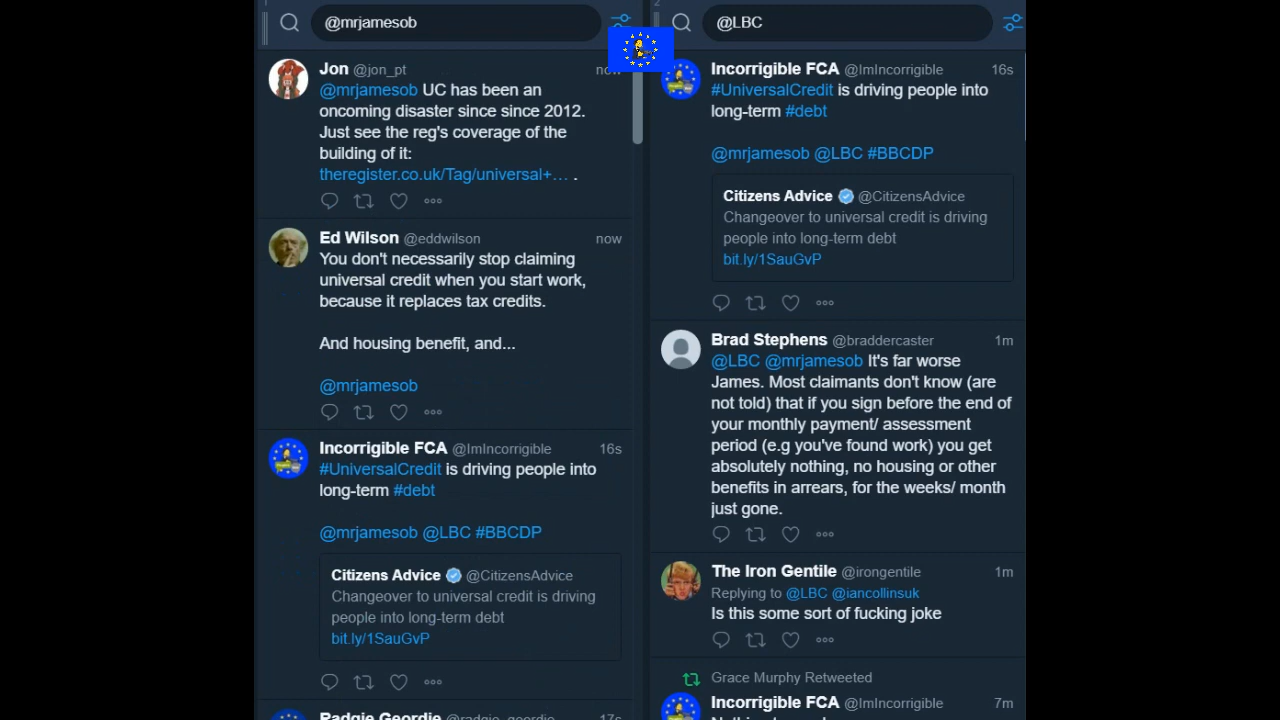 @mrjamesob
Jon @jon_pt now
@mrjamesob UC has been an
oncoming disaster since since 2012.
Just see the reg's coverage of the
building of it:
theregister.co.uk/Tag/universal+... .
Ed Wilson @eddwilson now
You don't necessarily stop claiming
universal credit when you start work,
because it replaces tax credits.
And housing benefit, and...
@mrjamesob
Incorrigible FCA @ImIncorrigible 16s
#UniversalCredit is driving people into
long-term #debt
@mrjamesob @LBC #BBCDP
Citizens Advice @CitizensAdvice
Changeover to universal credit is driving
people into long-term debt
bit.ly/1SauGvP
Radgie Geordie @radgie_geordie 17s
2
@LBC
Incorrigible FCA @ImIncorrigible 16s
#UniversalCredit is driving people into
long-term #debt
@mrjamesob @LBC #BBCDP
Citizens Advice @CitizensAdvice
Changeover to universal credit is driving
people into long-term debt
bit.ly/1SauGvP
Brad Stephens @braddercaster 1m
@LBC @mrjamesob It's far worse
James. Most claimants don't know (are
not told) that if you sign before the end of
your monthly payment/ assessment
period (e.g you've found work) you get
absolutely nothing, no housing or other
benefits in arrears, for the weeks/ month
just gone.
The Iron Gentile @irongentile 1m
Replying to @LBC @iancollinsuk
Is this some sort of fucking joke
Grace Murphy Retweeted
Incorrigible FCA @ImIncorrigible 7m